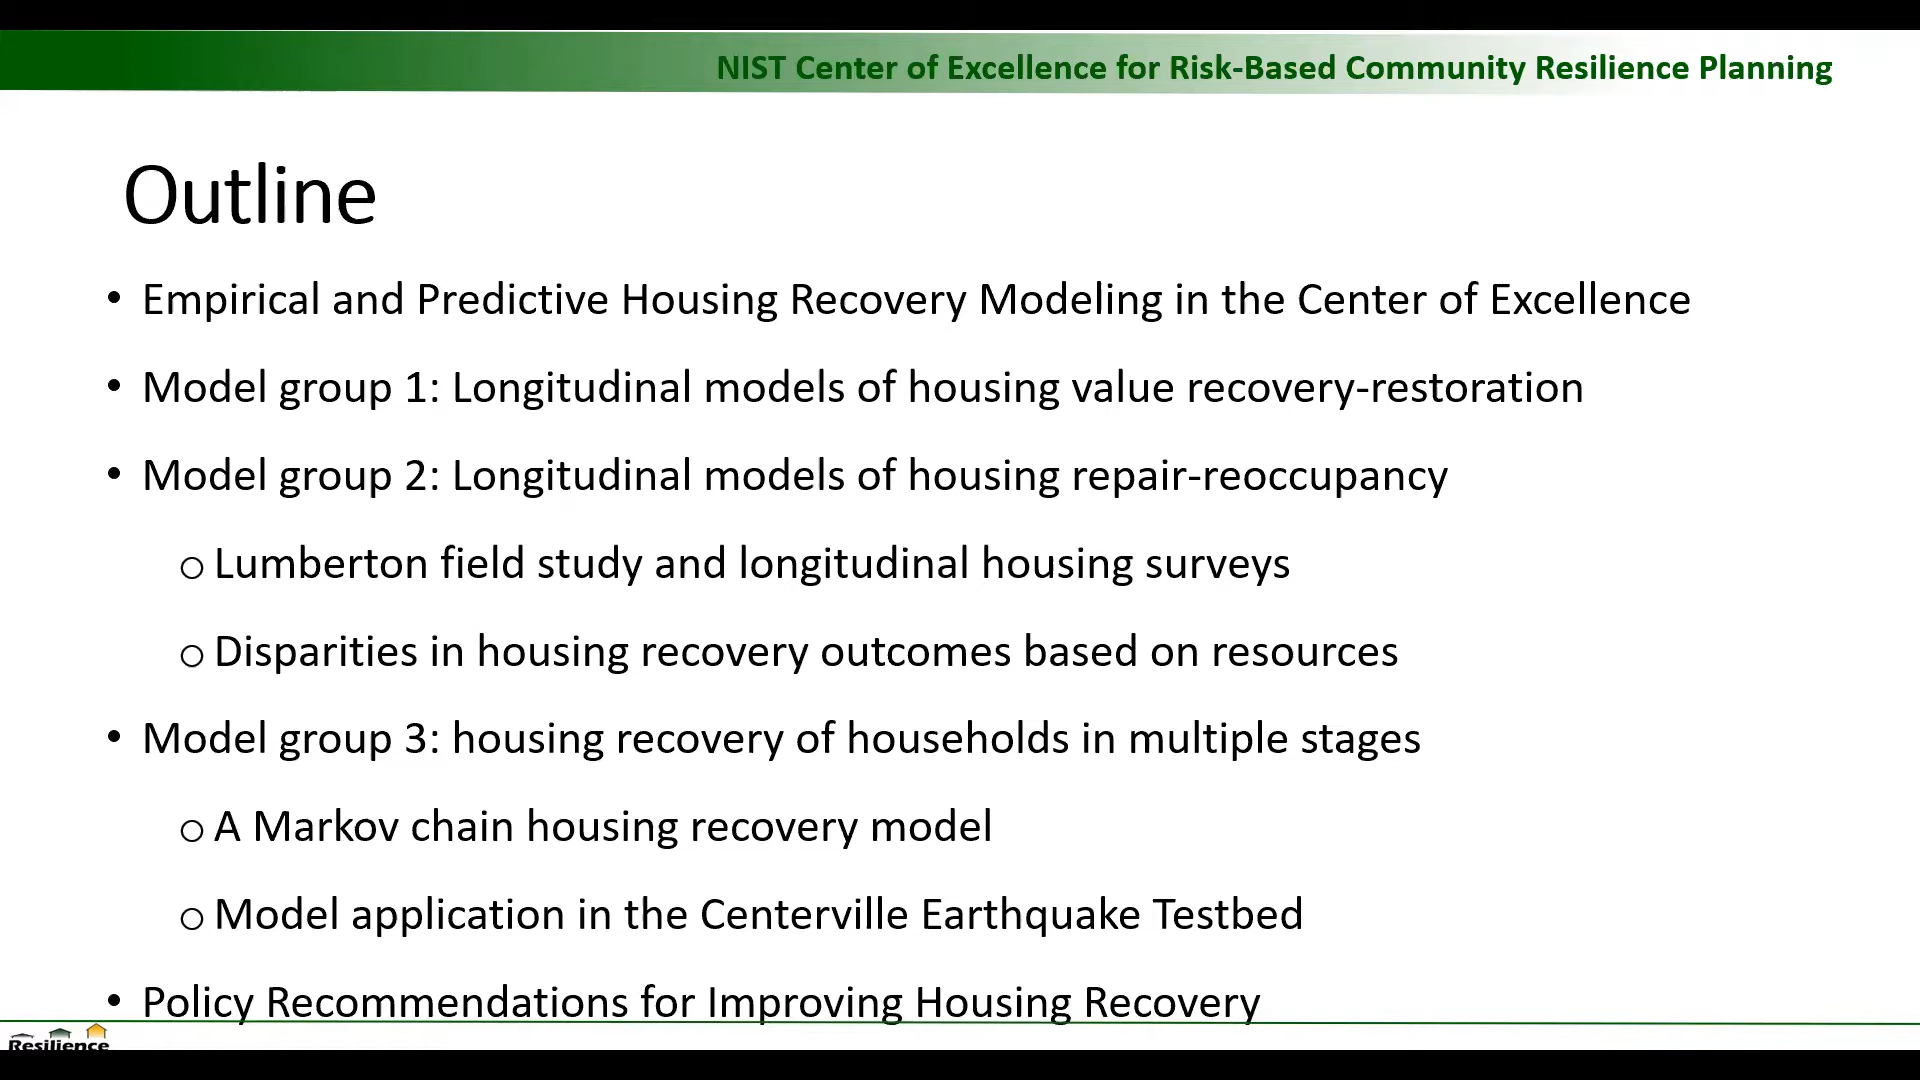 NIST Center of Excellence for Risk-Based Community Resilience Planning
Outline
• Empirical and Predictive Housing Recovery Modeling in the Center of Excellence
• Model group 1: Longitudinal models of housing value recovery-restoration
• Model group 2: Longitudinal models of housing repair-reoccupancy
o Lumberton field study and longitudinal housing surveys
o Disparities in housing recovery outcomes based on resources
• Model group 3: housing recovery of households in multiple stages
o A Markov chain housing recovery model
o Model application in the Centerville Earthquake Testbed
• Policy Recommendations for Improving Housing Recovery
Resilience